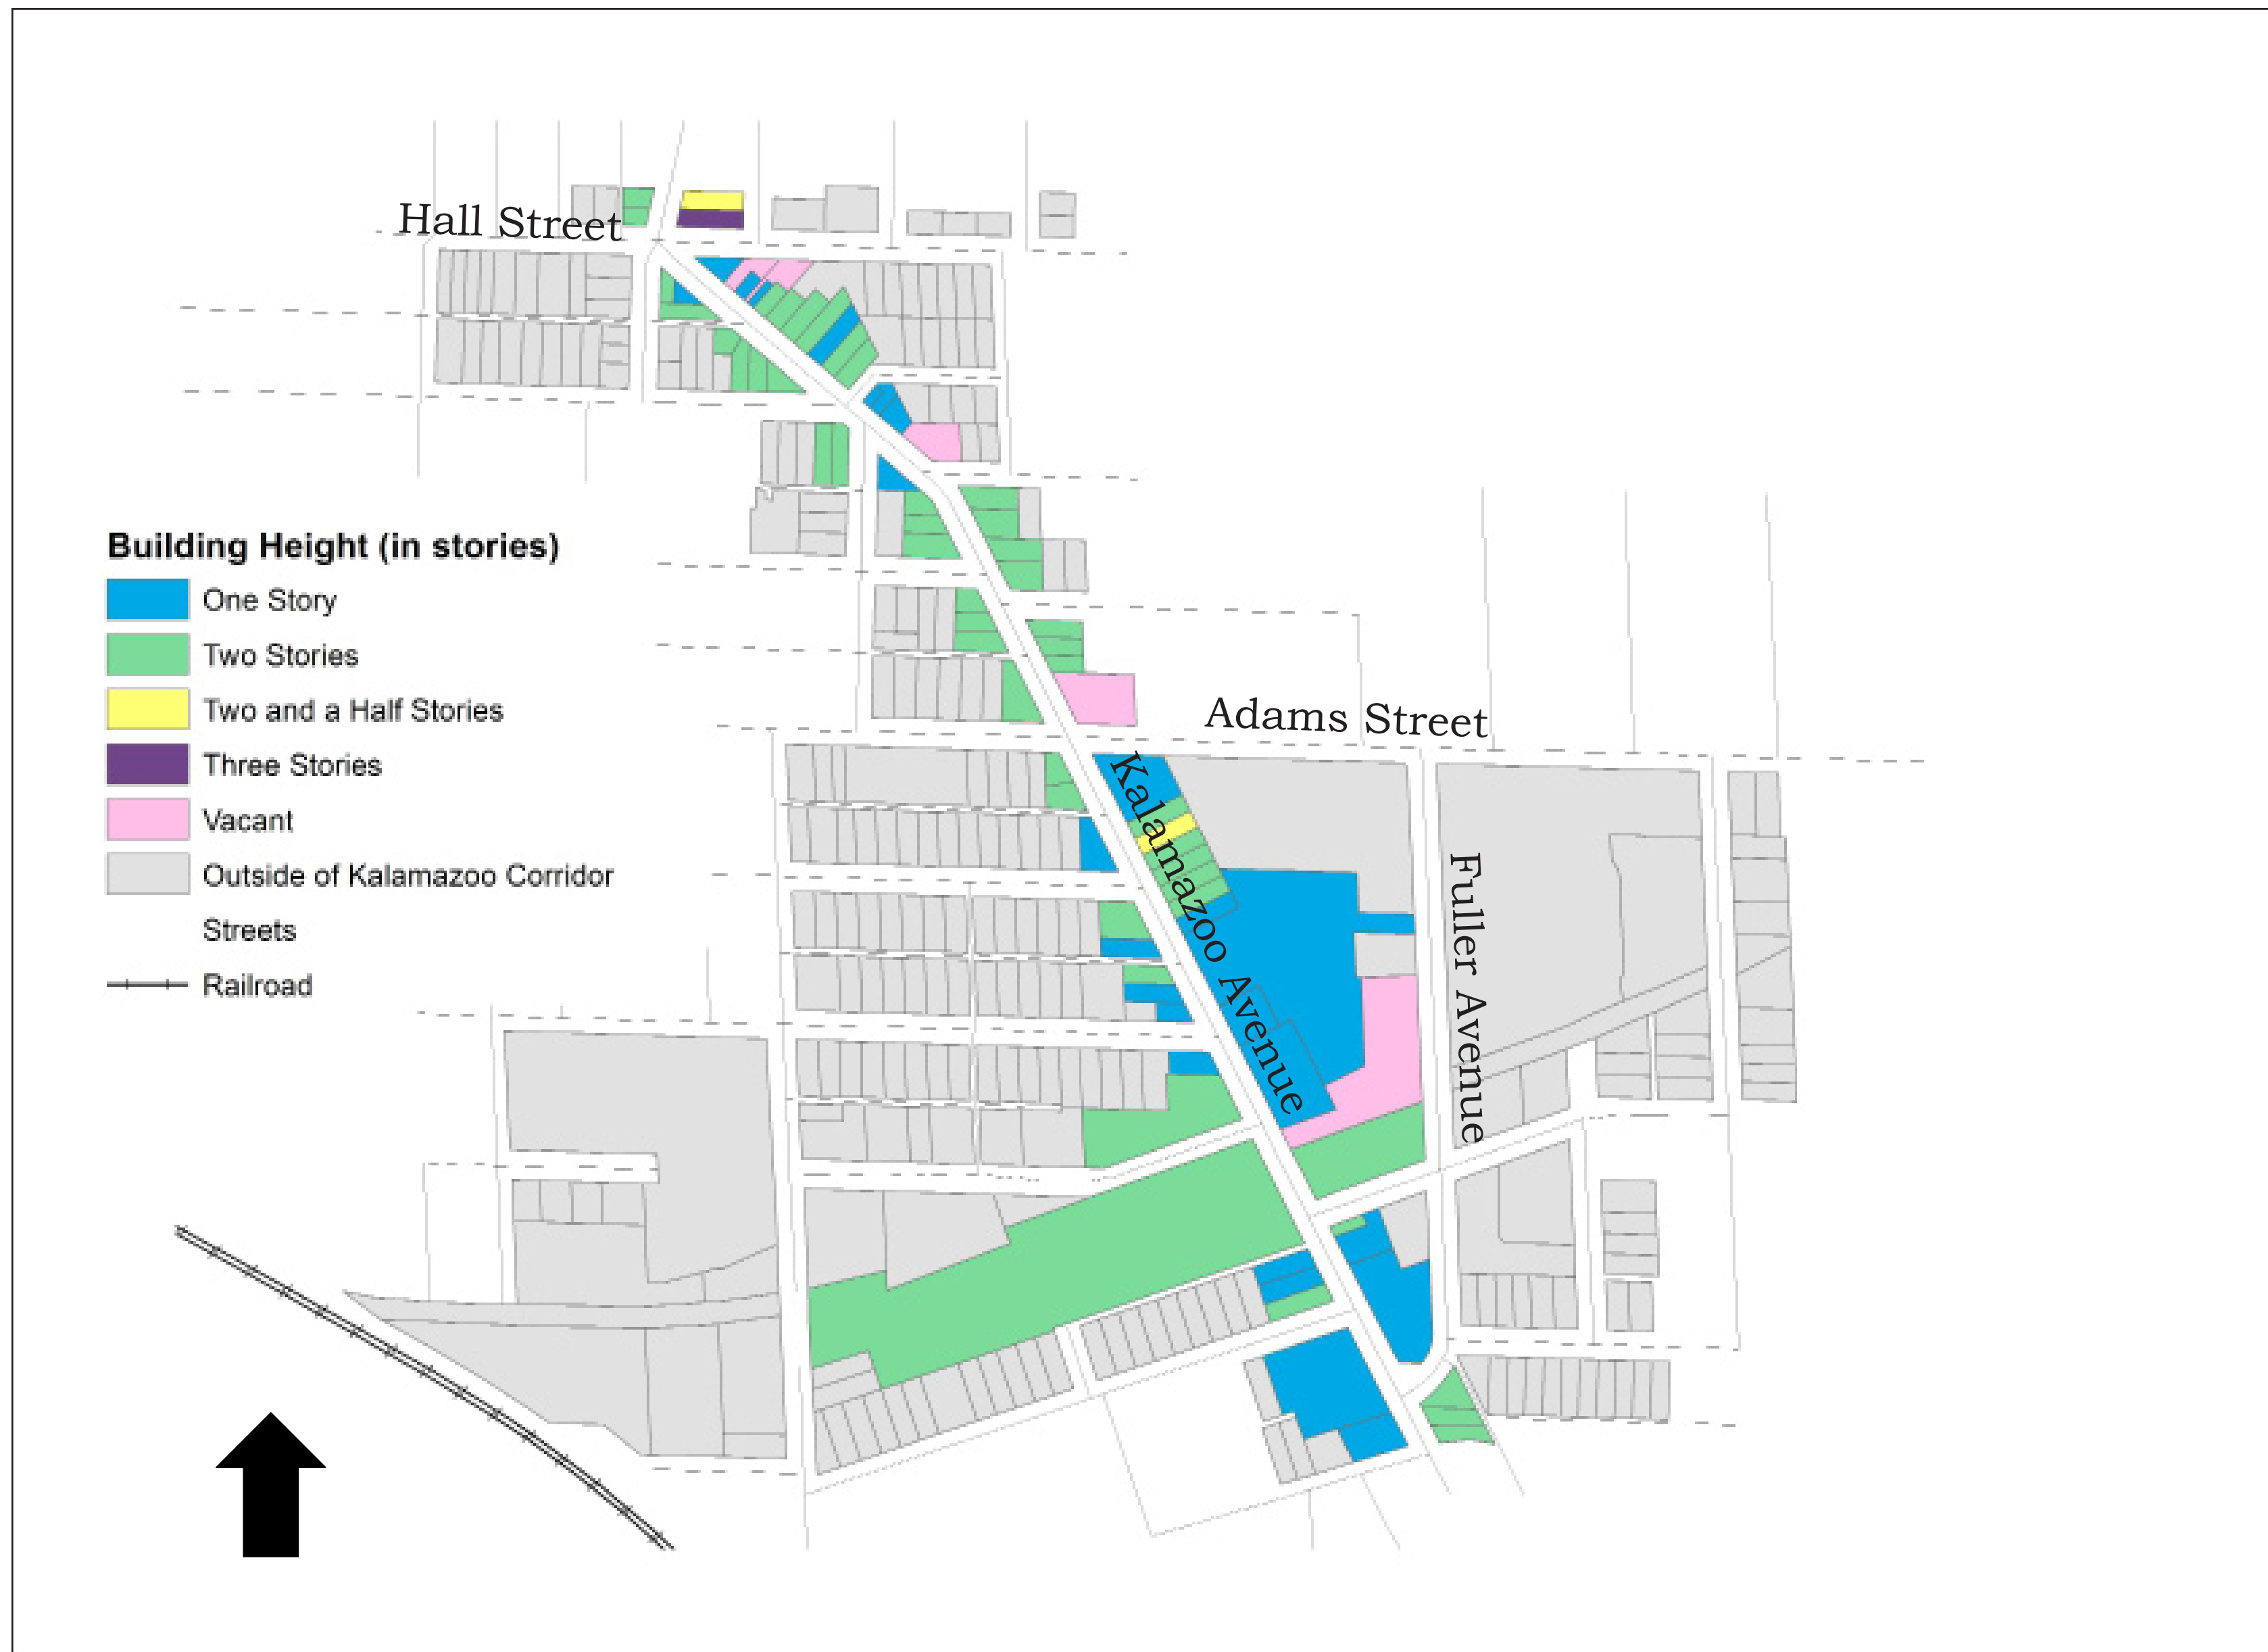 Hall Street
Building Height (in stories)
One Story
Two Stories
Two and a Half Stories
Three Stories
Vacant
Outside of Kalamazoo Corridor
Streets
Railroad
Adams Street
Kalamazoo Avenue
Fuller Avenue